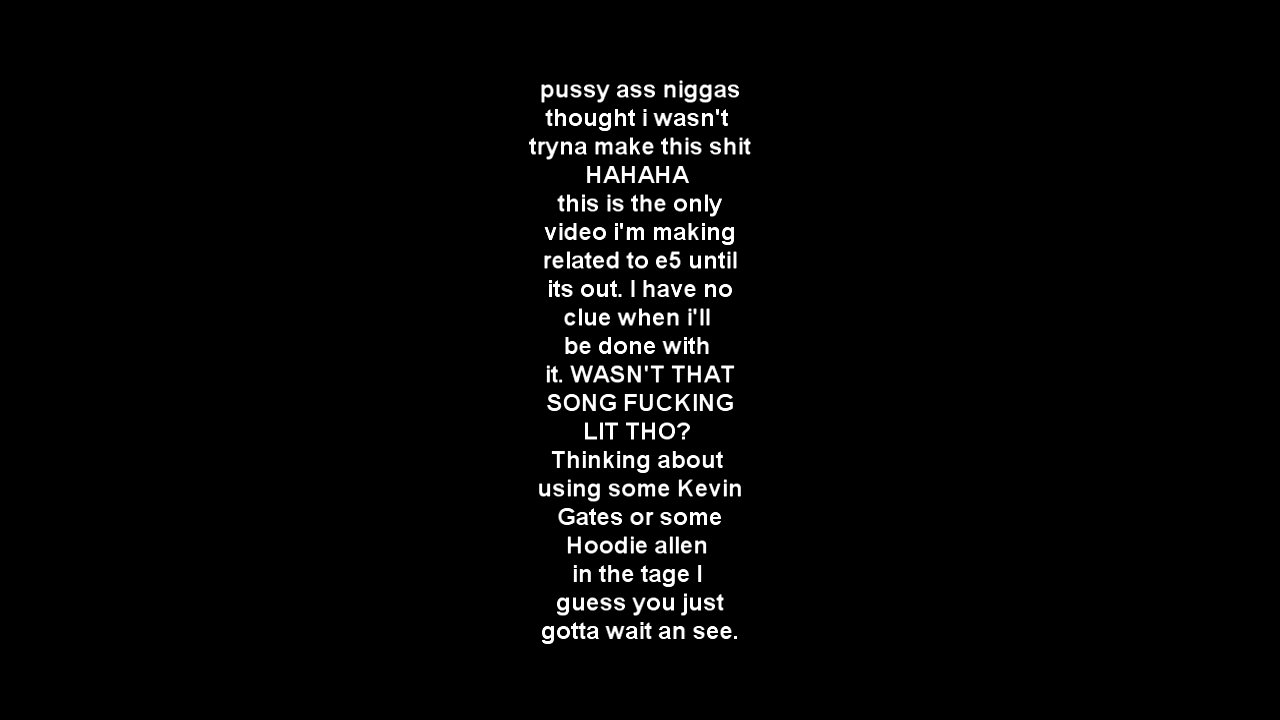 pussy ass niggas
thought i wasn't
tryna make this shit
HAHAHA
this is the only
video i'm making
related to e5 until
its out. I have no
clue when i'll
be done with
it. WASN'T THAT
SONG FUCKING
LIT THO?
Thinking about
using some Kevin
Gates or some
Hoodie allen
in the tage I
guess you just
gotta wait an see.